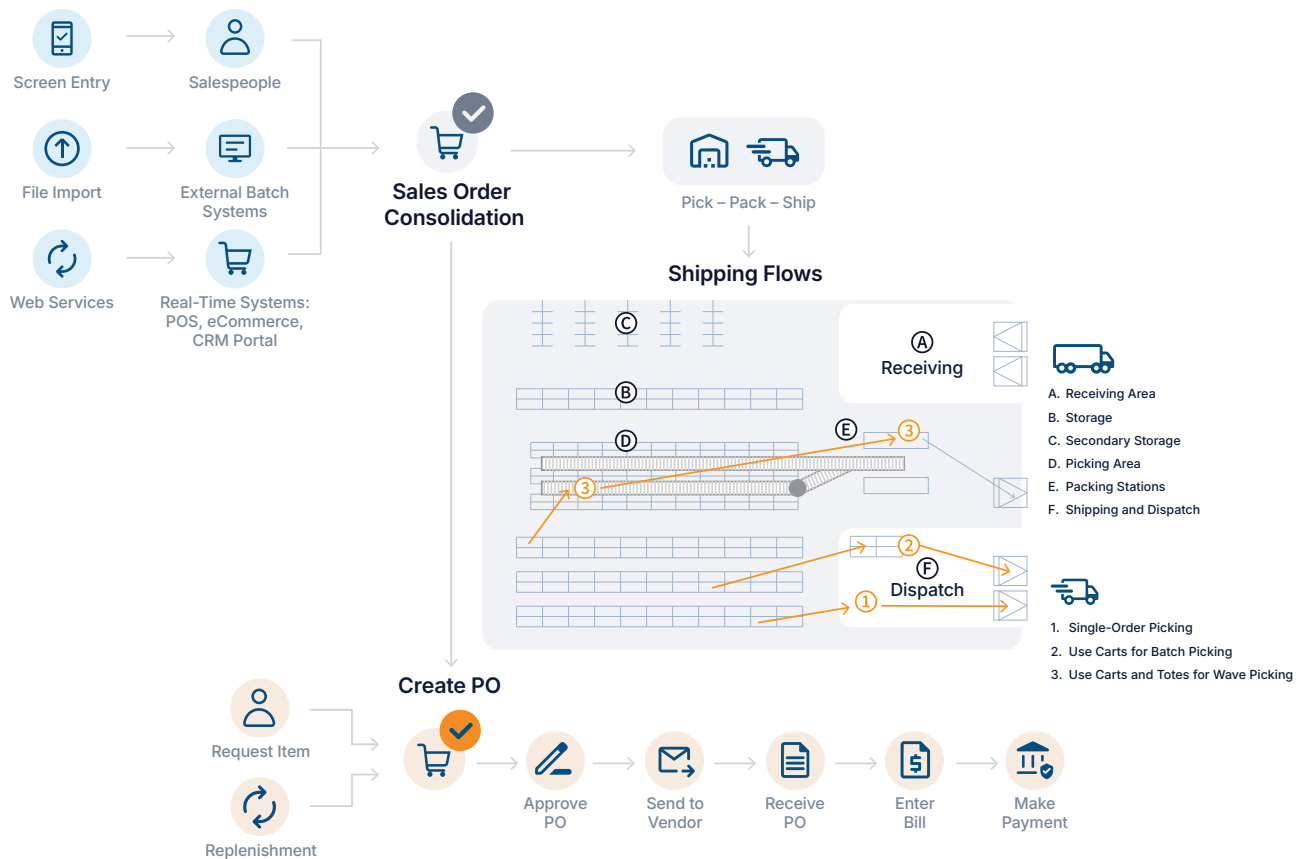 Screen Entry
Salespeople
File Import
External Batch
Systems
Web Services
Real-Time Systems:
POS, eCommerce,
CRM Portal
Sales Order
Consolidation
Pick – Pack – Ship
Shipping Flows
C
A
Receiving
B
D
E
3
3
2
F
Dispatch
1
A. Receiving Area
B. Storage
C. Secondary Storage
D. Picking Area
E. Packing Stations
F. Shipping and Dispatch
1. Single-Order Picking
2. Use Carts for Batch Picking
3. Use Carts and Totes for Wave Picking
Create PO
Request Item
Replenishment
Approve
PO
Send to
Vendor
Receive
PO
Enter
Bill
Make
Payment